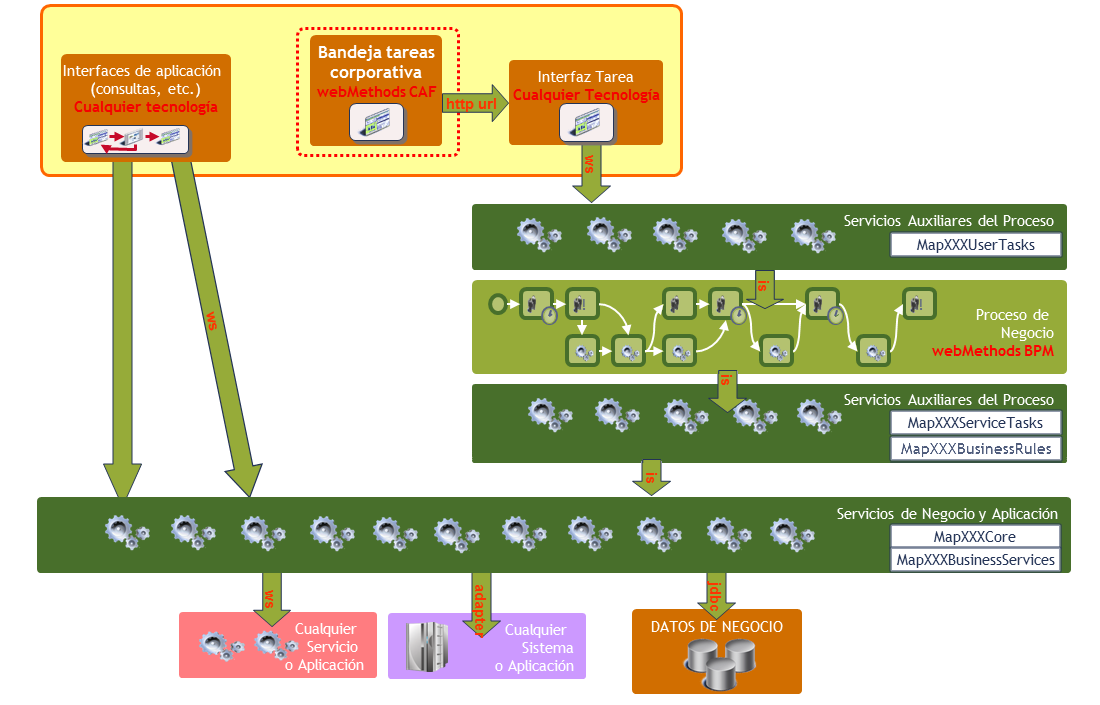 Interfaces de aplicación
(consultas, etc.)
Cualquier tecnología
Bandeja tareas
corporativa
webMethods CAF
http url
Interfaz Tarea
Cualquier Tecnología
ws
Servicios Auxiliares del Proceso
MapXXXUserTasks
is
Proceso de
Negocio
webMethods BPM
is
Servicios Auxiliares del Proceso
MapXXXServiceTasks
MapXXXBusinessRules
ws
is
Servicios de Negocio y Aplicación
MapXXXCore
MapXXXBusinessServices
ws
adapter
jdbc
Cualquier
Servicio
o Aplicación
Cualquier
Sistema
o Aplicación
DATOS DE NEGOCIO